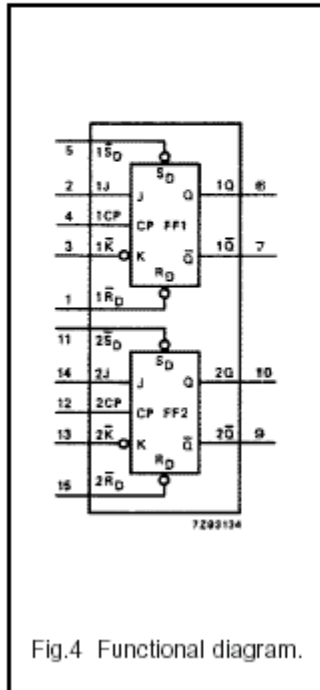 5 1S̅D
SD
2 1J J Q 1Q 6
4 1CP CP FF1
3 1K̅ K Q̅ 1Q̅ 7
RD
1 1R̅D
11 2S̅D
SD
14 2J J Q 2Q 10
12 2CP CP FF2
13 2K̅ K Q̅ 2Q̅ 9
RD
15 2R̅D
7Z93134
Fig.4 Functional diagram.